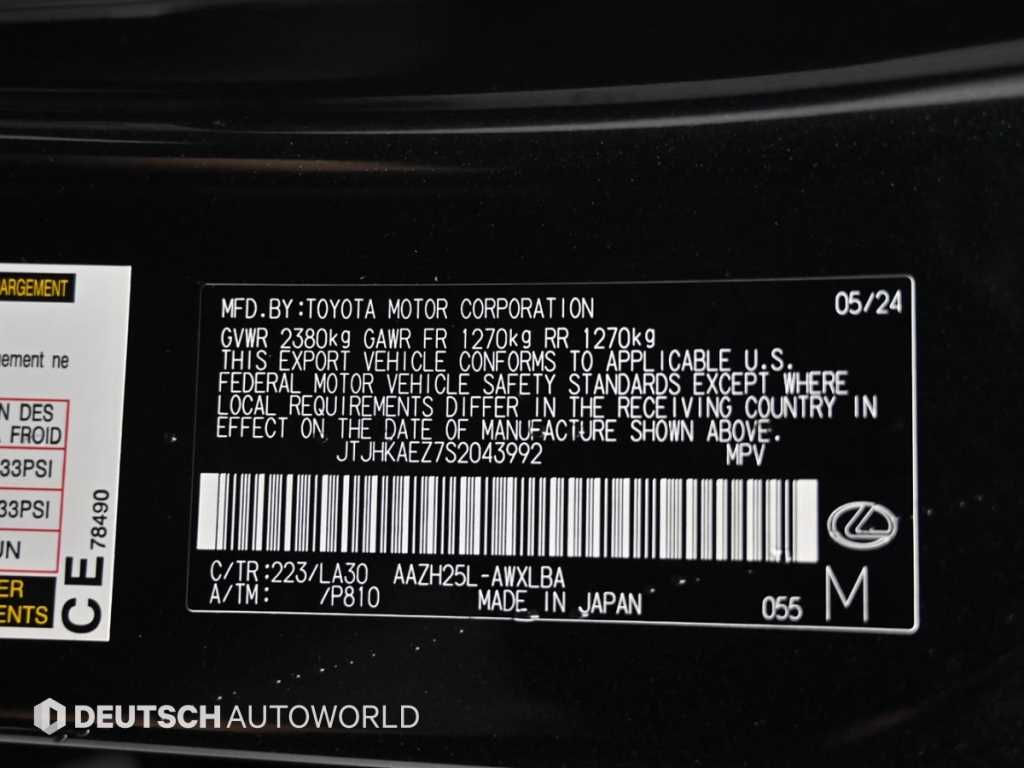 ARGEMENT
ement ne
N DES
FROID
33PSI
33PSI
UN
ER
ENTS
CE 78490
MFD.BY:TOYOTA MOTOR CORPORATION 05/24
GVWR 2380kg GAWR FR 1270kg RR 1270kg
THIS EXPORT VEHICLE CONFORMS TO APPLICABLE U.S.
FEDERAL MOTOR VEHICLE SAFETY STANDARDS EXCEPT WHERE
LOCAL REQUIREMENTS DIFFER IN THE RECEIVING COUNTRY IN
EFFECT ON THE DATE OF MANUFACTURE SHOWN ABOVE.
JTJHKAEZ7S2043992 MPV
C/TR:223/LA30 AAZH25L-AWXLBA
A/TM: /P810 MADE IN JAPAN 055 M
DEUTSCH AUTOWORLD